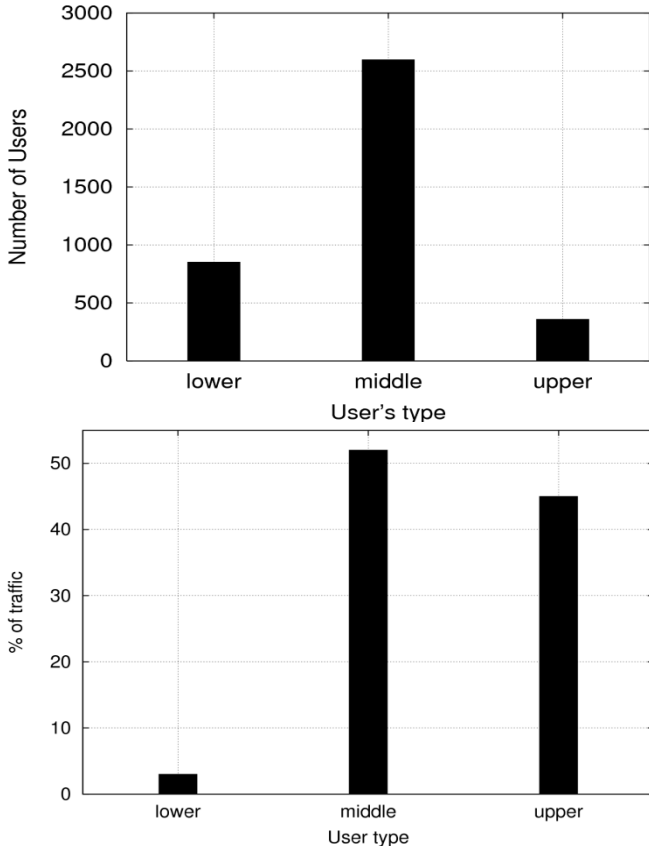 3000
2500
2000
1500
1000
500
0
Number of Users
lower middle upper
User's type
50
40
30
20
10
0
% of traffic
lower middle upper
User type